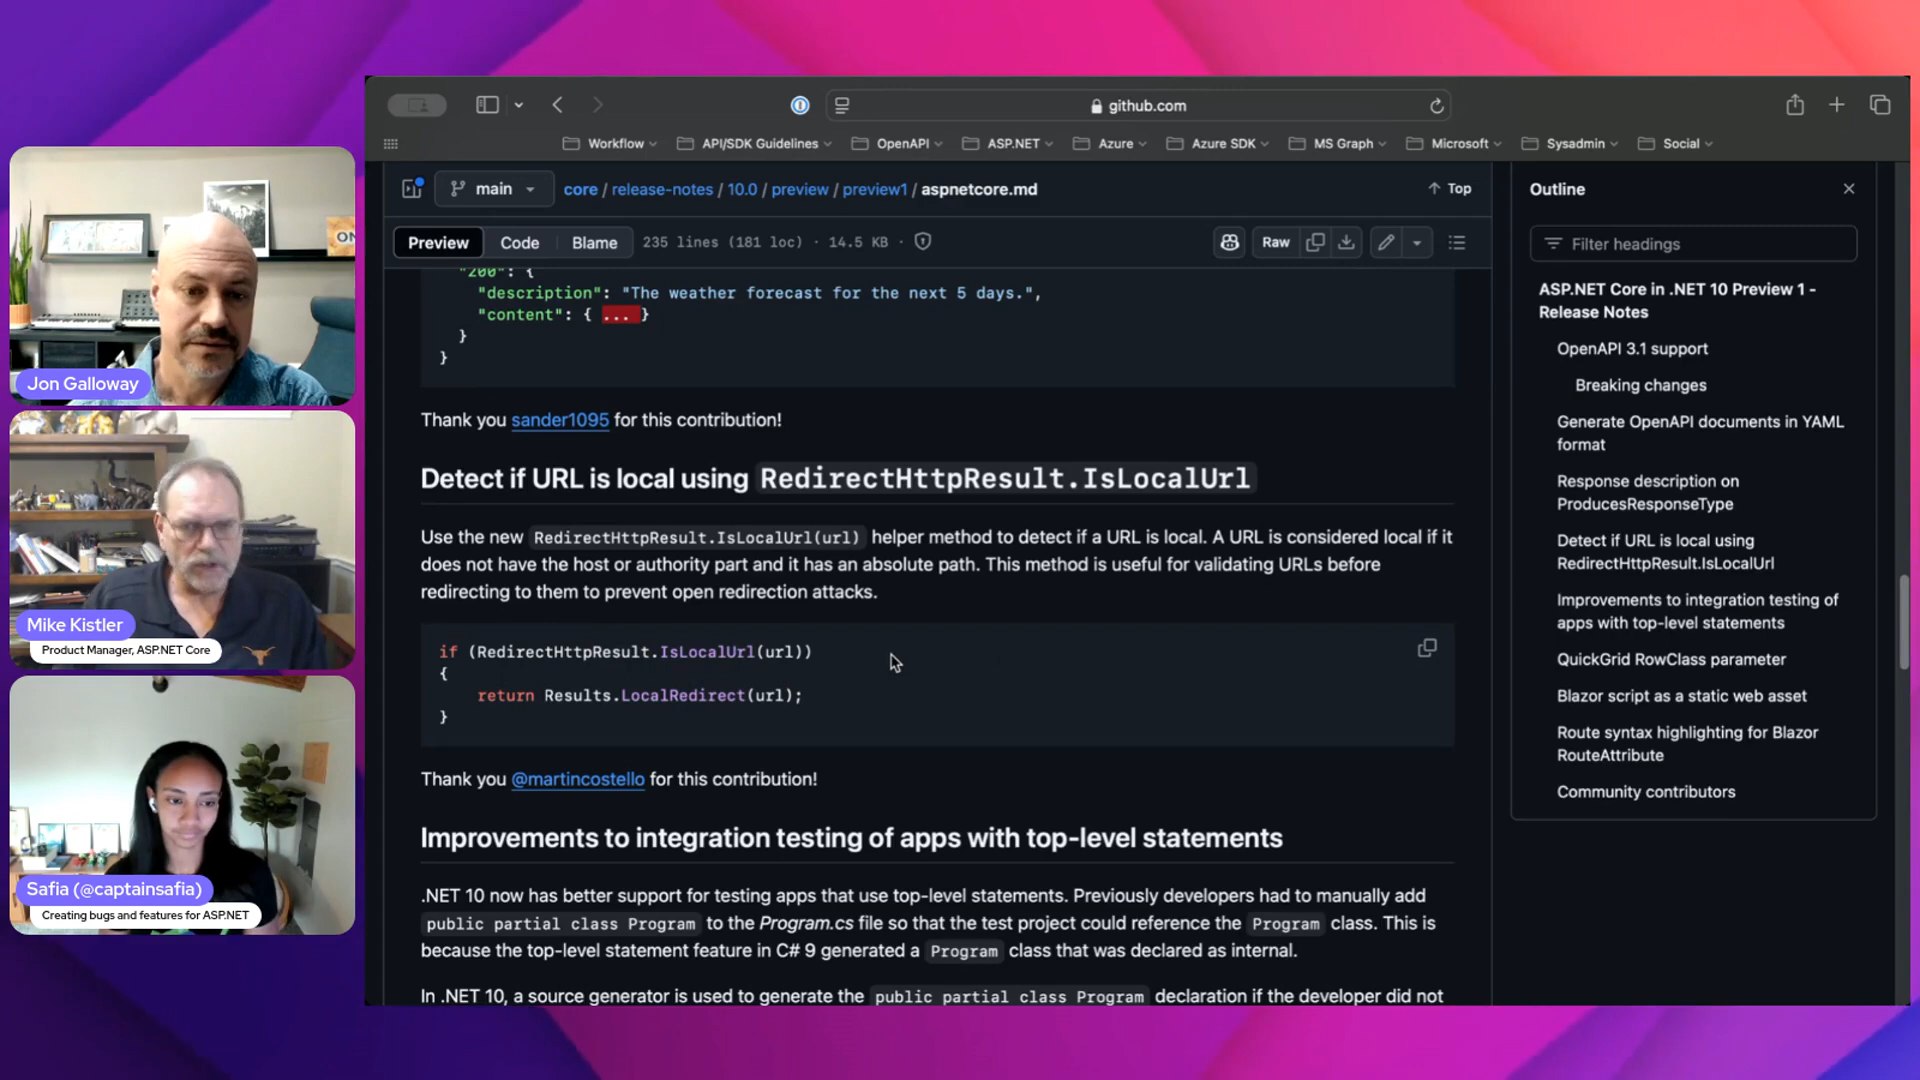 github.com
Workflow
API/SDK Guidelines
OpenAPI
ASP.NET
Azure
Azure SDK
MS Graph
Microsoft
Sysadmin
Social
main
core / release-notes / 10.0 / preview / preview1 / aspnetcore.md
Top
Preview
Code
Blame
235 lines (181 loc) · 14.5 KB ·
Raw
"200": {
"description": "The weather forecast for the next 5 days.",
"content": { ... }
}
}
Thank you sander1095 for this contribution!
Detect if URL is local using RedirectHttpResult.IsLocalUrl
Use the new RedirectHttpResult.IsLocalUrl(url) helper method to detect if a URL is local. A URL is considered local if it
does not have the host or authority part and it has an absolute path. This method is useful for validating URLs before
redirecting to them to prevent open redirection attacks.
if (RedirectHttpResult.IsLocalUrl(url))
{
return Results.LocalRedirect(url);
}
Thank you @martincostello for this contribution!
Improvements to integration testing of apps with top-level statements
.NET 10 now has better support for testing apps that use top-level statements. Previously developers had to manually add
public partial class Program to the Program.cs file so that the test project could reference the Program class. This is
because the top-level statement feature in C# 9 generated a Program class that was declared as internal.
In .NET 10, a source generator is used to generate the public partial class Program declaration if the developer did not
Outline
Filter headings
ASP.NET Core in .NET 10 Preview 1 -
Release Notes
OpenAPI 3.1 support
Breaking changes
Generate OpenAPI documents in YAML
format
Response description on
ProducesResponseType
Detect if URL is local using
RedirectHttpResult.IsLocalUrl
Improvements to integration testing of
apps with top-level statements
QuickGrid RowClass parameter
Blazor script as a static web asset
Route syntax highlighting for Blazor
RouteAttribute
Community contributors
ON
Jon Galloway
Mike Kistler
Product Manager, ASP.NET Core
Safia (@captainsafia)
Creating bugs and features for ASP.NET